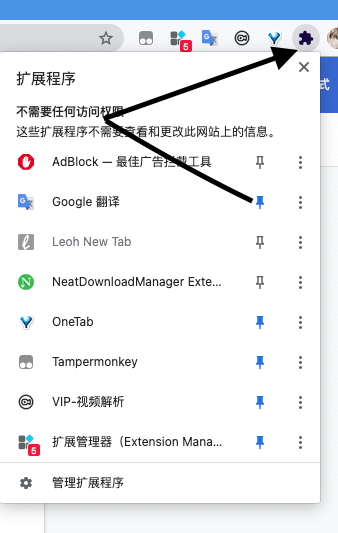 5
式
扩展程序
不需要任何访问权限
这些扩展程序不需要查看和更改此网站上的信息。
AdBlock — 最佳广告拦截工具
Google 翻译
Leoh New Tab
NeatDownloadManager Exte...
OneTab
Tampermonkey
VIP-视频解析
扩展管理器（Extension Mana...
5
管理扩展程序